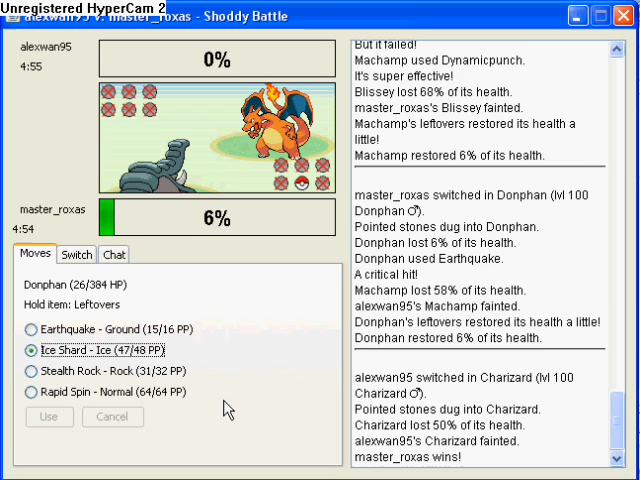 Unregistered HyperCam 2
alexwan95 v. master_roxas - Shoddy Battle
alexwan95
4:55
0%
master_roxas
4:54
6%
Moves
Switch
Chat
Donphan (26/384 HP)
Hold item: Leftovers
Earthquake - Ground (15/16 PP)
Ice Shard - Ice (47/48 PP)
Stealth Rock - Rock (31/32 PP)
Rapid Spin - Normal (64/64 PP)
Use
Cancel
But it failed!
Machamp used Dynamicpunch.
It's super effective!
Blissey lost 68% of its health.
master_roxas's Blissey fainted.
Machamp's leftovers restored its health a
little!
Machamp restored 6% of its health.
master_roxas switched in Donphan (lvl 100
Donphan ♂).
Pointed stones dug into Donphan.
Donphan lost 6% of its health.
Donphan used Earthquake.
A critical hit!
Machamp lost 58% of its health.
alexwan95's Machamp fainted.
Donphan's leftovers restored its health a little!
Donphan restored 6% of its health.
alexwan95 switched in Charizard (lvl 100
Charizard ♂).
Pointed stones dug into Charizard.
Charizard lost 50% of its health.
alexwan95's Charizard fainted.
master_roxas wins!